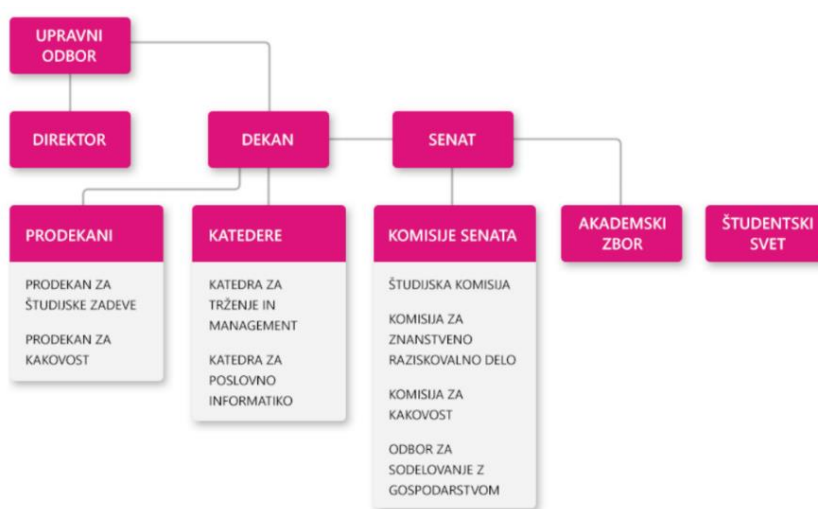 UPRAVNI
ODBOR
DIREKTOR
DEKAN
SENAT
PRODEKANI
PRODEKAN ZA
ŠTUDIJSKE ZADEVE
PRODEKAN ZA
KAKOVOST
KATEDERE
KATEDRA ZA
TRŽENJE IN
MANAGEMENT
KATEDRA ZA
POSLOVNO
INFORMATIKO
KOMISIJE SENATA
ŠTUDIJSKA KOMISIJA
KOMISIJA ZA
ZNANSTVENO
RAZISKOVALNO DELO
KOMISIJA ZA
KAKOVOST
ODBOR ZA
SODELOVANJE Z
GOSPODARSTVOM
AKADEMSKI
ZBOR
ŠTUDENTSKI
SVET